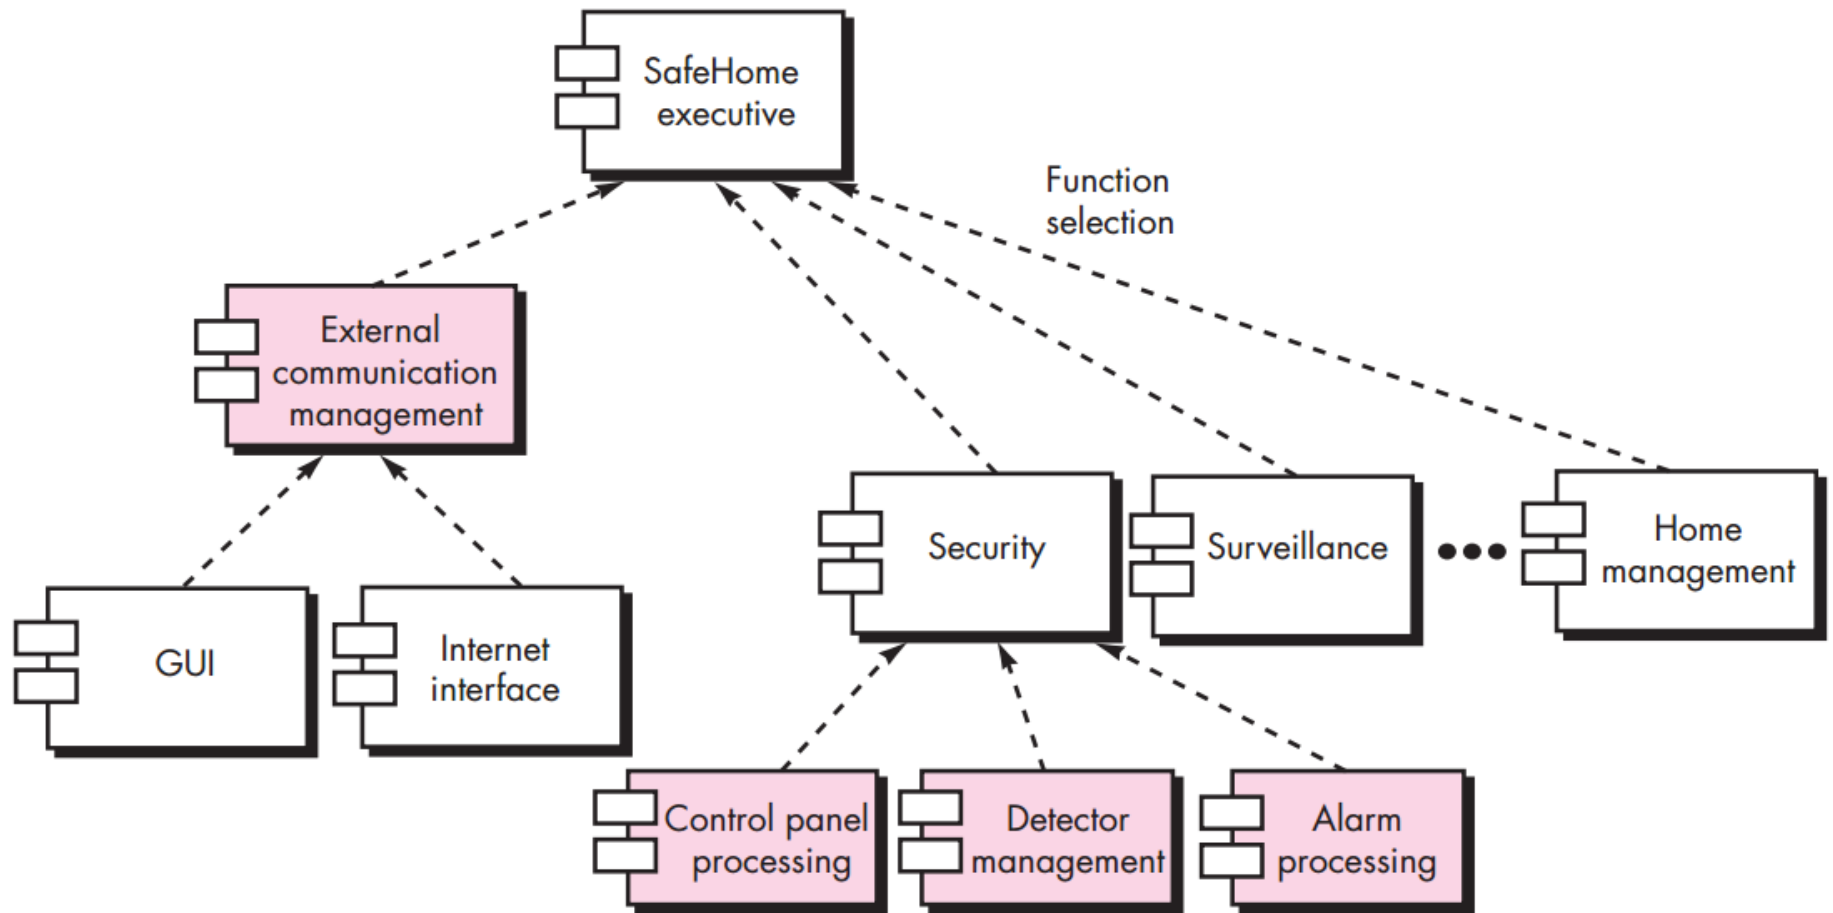 SafeHome
executive
Function
selection
External
communication
management
Security
Surveillance
Home
management
GUI
Internet
interface
Control panel
processing
Detector
management
Alarm
processing